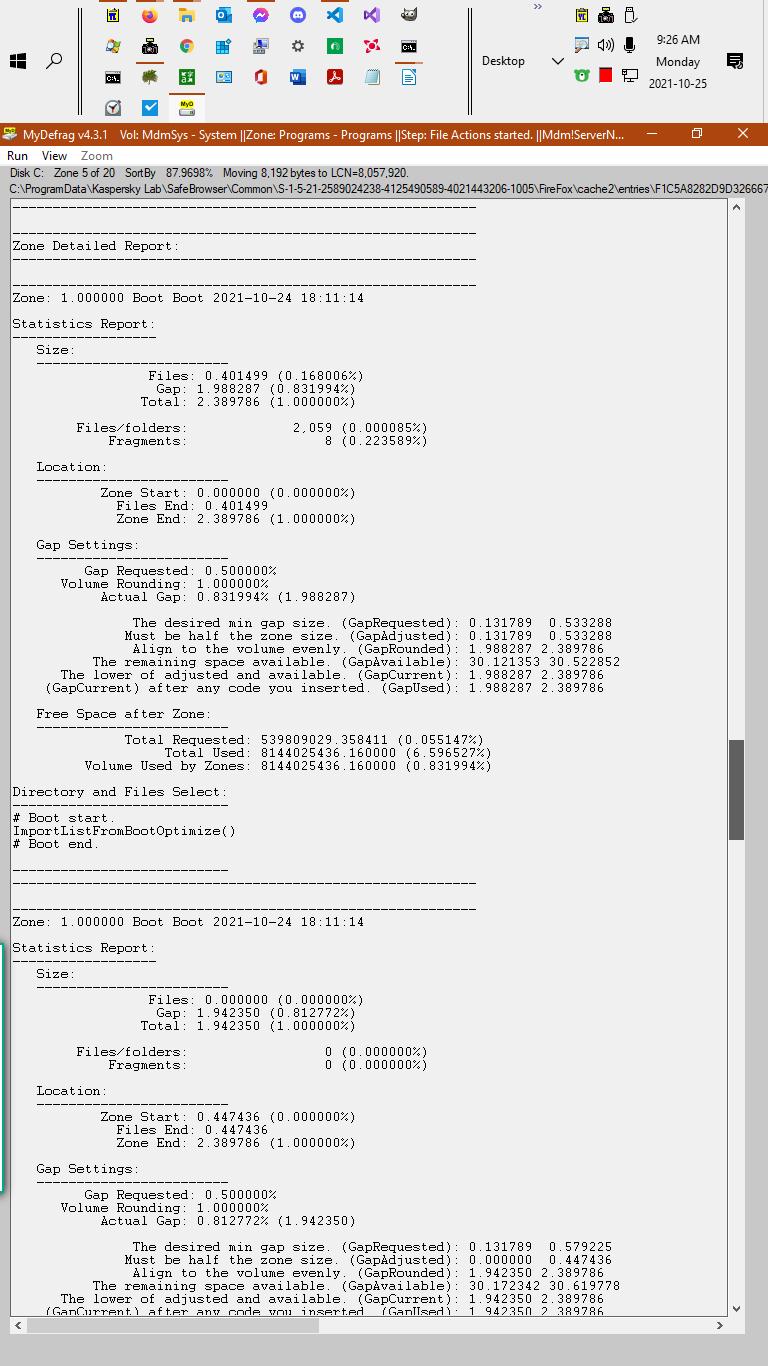 9:26 AM
Desktop
Monday
2021-10-25
MyDefrag v4.3.1 Vol: MdmSys - System ||Zone: Programs - Programs ||Step: File Actions started. ||Mdm!ServerN...
Run View Zoom
Disk C: Zone 5 of 20 SortBy 87.9698% Moving 8,192 bytes to LCN=8,057,920.
C:\ProgramData\Kaspersky Lab\SafeBrowser\Common\S-1-5-21-2589024238-4125490589-4021443206-1005\FireFox\cache2\entries\F1C5A8282D9D326667
----------------------------------------------------------
----------------------------------------------------------
Zone Detailed Report:
----------------------------------------------------------
----------------------------------------------------------
Zone: 1.000000 Boot Boot 2021-10-24 18:11:14
Statistics Report:
------------------
Size:
------------------------
Files: 0.401499 (0.168006%)
Gap: 1.988287 (0.831994%)
Total: 2.389786 (1.000000%)
Files/folders: 2,059 (0.000085%)
Fragments: 8 (0.223589%)
Location:
------------------------
Zone Start: 0.000000 (0.000000%)
Files End: 0.401499
Zone End: 2.389786 (1.000000%)
Gap Settings:
------------------------
Gap Requested: 0.500000%
Volume Rounding: 1.000000%
Actual Gap: 0.831994% (1.988287)
The desired min gap size. (GapRequested): 0.131789 0.533288
Must be half the zone size. (GapAdjusted): 0.131789 0.533288
Align to the volume evenly. (GapRounded): 1.988287 2.389786
The remaining space available. (GapAvailable): 30.121353 30.522852
The lower of adjusted and available. (GapCurrent): 1.988287 2.389786
(GapCurrent) after any code you inserted. (GapUsed): 1.988287 2.389786
Free Space after Zone:
------------------------
Total Requested: 539809029.358411 (0.055147%)
Total Used: 8144025436.160000 (6.596527%)
Volume Used by Zones: 8144025436.160000 (0.831994%)
Directory and Files Select:
---------------------------
# Boot start.
ImportListFromBootOptimize()
# Boot end.
---------------------------
----------------------------------------------------------
----------------------------------------------------------
Zone: 1.000000 Boot Boot 2021-10-24 18:11:14
Statistics Report:
------------------
Size:
------------------------
Files: 0.000000 (0.000000%)
Gap: 1.942350 (0.812772%)
Total: 1.942350 (1.000000%)
Files/folders: 0 (0.000000%)
Fragments: 0 (0.000000%)
Location:
------------------------
Zone Start: 0.447436 (0.000000%)
Files End: 0.447436
Zone End: 2.389786 (1.000000%)
Gap Settings:
------------------------
Gap Requested: 0.500000%
Volume Rounding: 1.000000%
Actual Gap: 0.812772% (1.942350)
The desired min gap size. (GapRequested): 0.131789 0.579225
Must be half the zone size. (GapAdjusted): 0.000000 0.447436
Align to the volume evenly. (GapRounded): 1.942350 2.389786
The remaining space available. (GapAvailable): 30.172342 30.619778
The lower of adjusted and available. (GapCurrent): 1.942350 2.389786
(GapCurrent) after any code you inserted. (GapUsed): 1.942350 2.389786